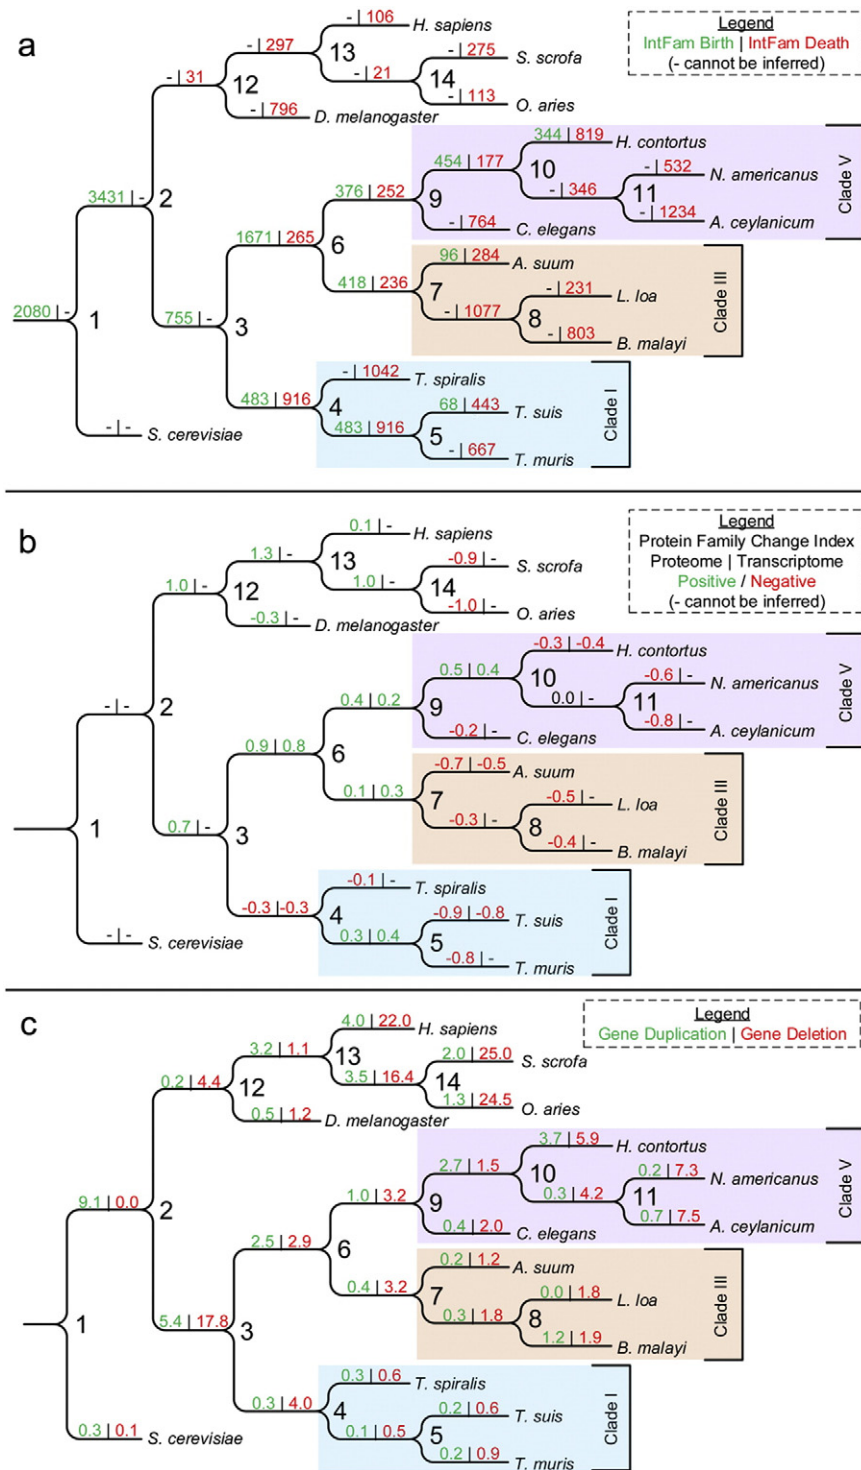 a
Legend
IntFam Birth | IntFam Death
(- cannot be inferred)
- | 106
H. sapiens
- | 297
13
- | 275
S. scrofa
- | 31
12
- | 21
14
- | 113
O. aries
- | 796
D. melanogaster
344 | 819
H. contortus
454 | 177
10
- | 532
N. americanus
3431 | -
2
376 | 252
9
- | 346
11
- | 1234
A. ceylanicum
- | 764
C. elegans
Clade V
1671 | 265
6
96 | 284
A. suum
418 | 236
7
- | 231
L. loa
- | 1077
8
- | 803
B. malayi
Clade III
2080 | -
1
755 | -
3
- | 1042
T. spiralis
483 | 916
4
68 | 443
T. suis
483 | 916
5
- | 667
T. muris
Clade I
- | -
S. cerevisiae
b
Legend
Protein Family Change Index
Proteome | Transcriptome
Positive / Negative
(- cannot be inferred)
0.1 | -
H. sapiens
1.3 | -
13
-0.9 | -
S. scrofa
1.0 | -
12
1.0 | -
14
-1.0 | -
O. aries
-0.3 | -
D. melanogaster
-0.3 | -0.4
H. contortus
0.5 | 0.4
10
-0.6 | -
N. americanus
- | -
2
0.4 | 0.2
9
0.0 | -
11
-0.8 | -
A. ceylanicum
-0.2 | -
C. elegans
Clade V
0.9 | 0.8
6
-0.7 | -0.5
A. suum
0.1 | 0.3
7
-0.5 | -
L. loa
-0.3 | -
8
-0.4 | -
B. malayi
Clade III
1
0.7 | -
3
-0.1 | -
T. spiralis
-0.3 | -0.3
4
-0.9 | -0.8
T. suis
0.3 | 0.4
5
-0.8 | -
T. muris
Clade I
- | -
S. cerevisiae
c
Legend
Gene Duplication | Gene Deletion
4.0 | 22.0
H. sapiens
3.2 | 1.1
13
2.0 | 25.0
S. scrofa
0.2 | 4.4
12
3.5 | 16.4
14
1.3 | 24.5
O. aries
0.5 | 1.2
D. melanogaster
3.7 | 5.9
H. contortus
2.7 | 1.5
10
0.2 | 7.3
N. americanus
9.1 | 0.0
2
1.0 | 3.2
9
0.3 | 4.2
11
0.7 | 7.5
A. ceylanicum
0.4 | 2.0
C. elegans
Clade V
2.5 | 2.9
6
0.2 | 1.2
A. suum
0.4 | 3.2
7
0.0 | 1.8
L. loa
0.3 | 1.8
8
1.2 | 1.9
B. malayi
Clade III
1
5.4 | 17.8
3
0.3 | 0.6
T. spiralis
0.3 | 4.0
4
0.2 | 0.6
T. suis
0.1 | 0.5
5
0.2 | 0.9
T. muris
Clade I
0.3 | 0.1
S. cerevisiae